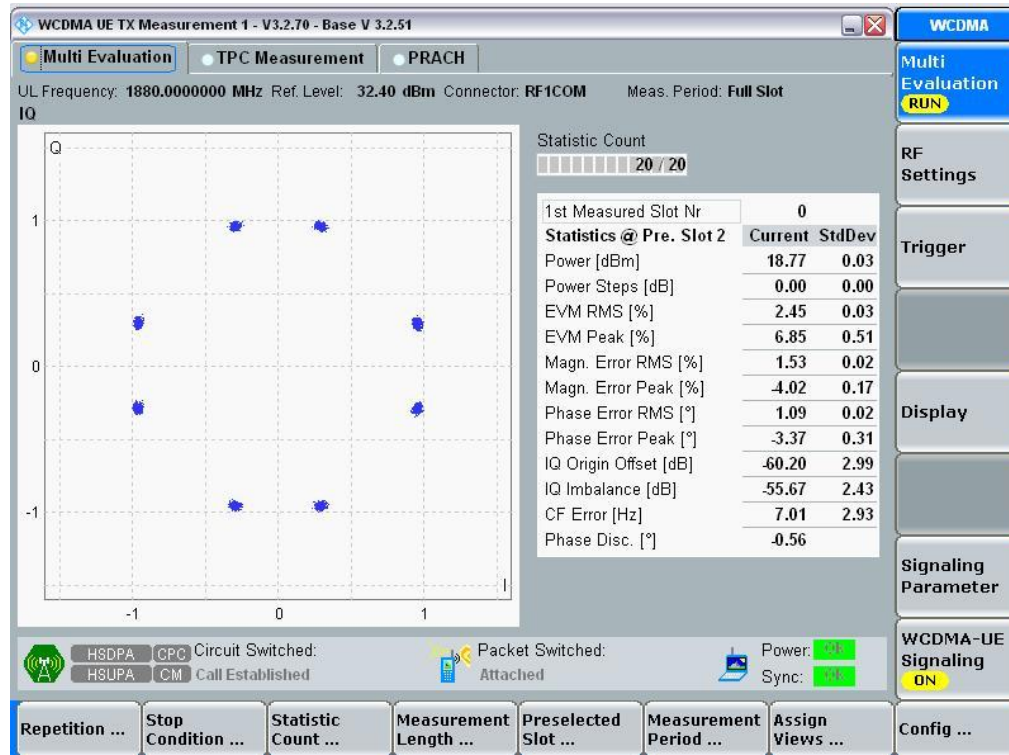 WCDMA UE TX Measurement 1 - V3.2.70 - Base V 3.2.51
WCDMA
Multi Evaluation
TPC Measurement
PRACH
Multi Evaluation
RUN
UL Frequency: 1880.0000000 MHz Ref. Level: 32.40 dBm Connector: RF1COM Meas. Period: Full Slot
IQ
Q
1
0
-1
-1 0 1
I
Statistic Count
20 / 20
1st Measured Slot Nr 0
Statistics @ Pre. Slot 2 Current StdDev
Power [dBm] 18.77 0.03
Power Steps [dB] 0.00 0.00
EVM RMS [%] 2.45 0.03
EVM Peak [%] 6.85 0.51
Magn. Error RMS [%] 1.53 0.02
Magn. Error Peak [%] -4.02 0.17
Phase Error RMS [°] 1.09 0.02
Phase Error Peak [°] -3.37 0.31
IQ Origin Offset [dB] -60.20 2.99
IQ Imbalance [dB] -55.67 2.43
CF Error [Hz] 7.01 2.93
Phase Disc. [°] -0.56
RF Settings
Trigger
Display
Signaling Parameter
WCDMA-UE Signaling
ON
HSDPA CPC Circuit Switched:
HSUPA CM Call Established
Packet Switched:
Attached
Power:
Sync:
Repetition ...
Stop Condition ...
Statistic Count ...
Measurement Length ...
Preselected Slot ...
Measurement Period ...
Assign Views ...
Config ...